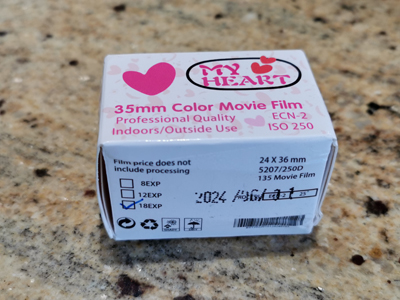 MY
HEART
35mm Color Movie Film
Professional Quality ECN-2
Indoors/Outside Use ISO 250
Film price does not
include processing
24 X 36 mm
5207/250D
135 Movie Film
8EXP
12EXP
18EXP
2024